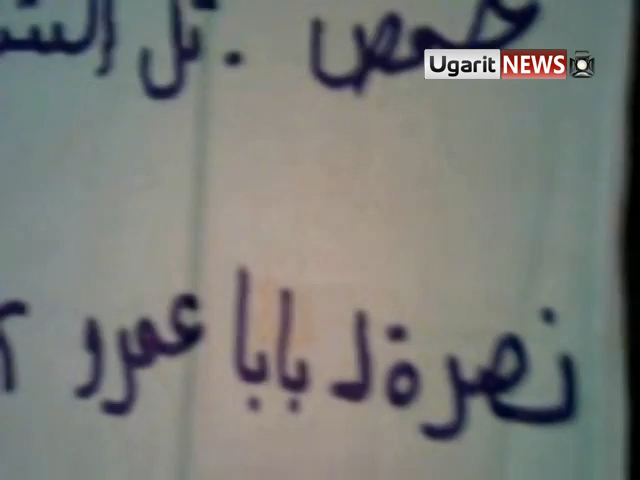 حمص . تل
Ugarit NEWS
نصرة لـ بابا عمرو